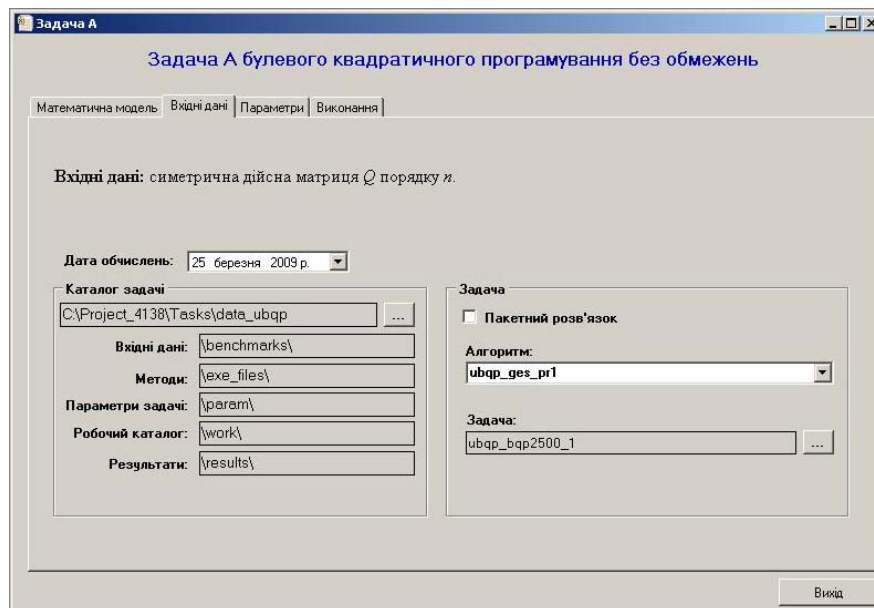 Задача А
Задача А булевого квадратичного програмування без обмежень
Математична модель Вхідні дані Параметри Виконання
Вхідні дані: симетрична дійсна матриця Q порядку n.
Дата обчислень: 25 березня 2009 р.
Каталог задачі
C:\Project_4138\Tasks\data_ubqp ...
Вхідні дані: \benchmarks\
Методи: \exe_files\
Параметри задачі: \param\
Робочий каталог: \work\
Результати: \results\
Задача
Пакетний розв'язок
Алгоритм:
ubqp_ges_pr1
Задача:
ubqp_bqp2500_1 ...
Вихід